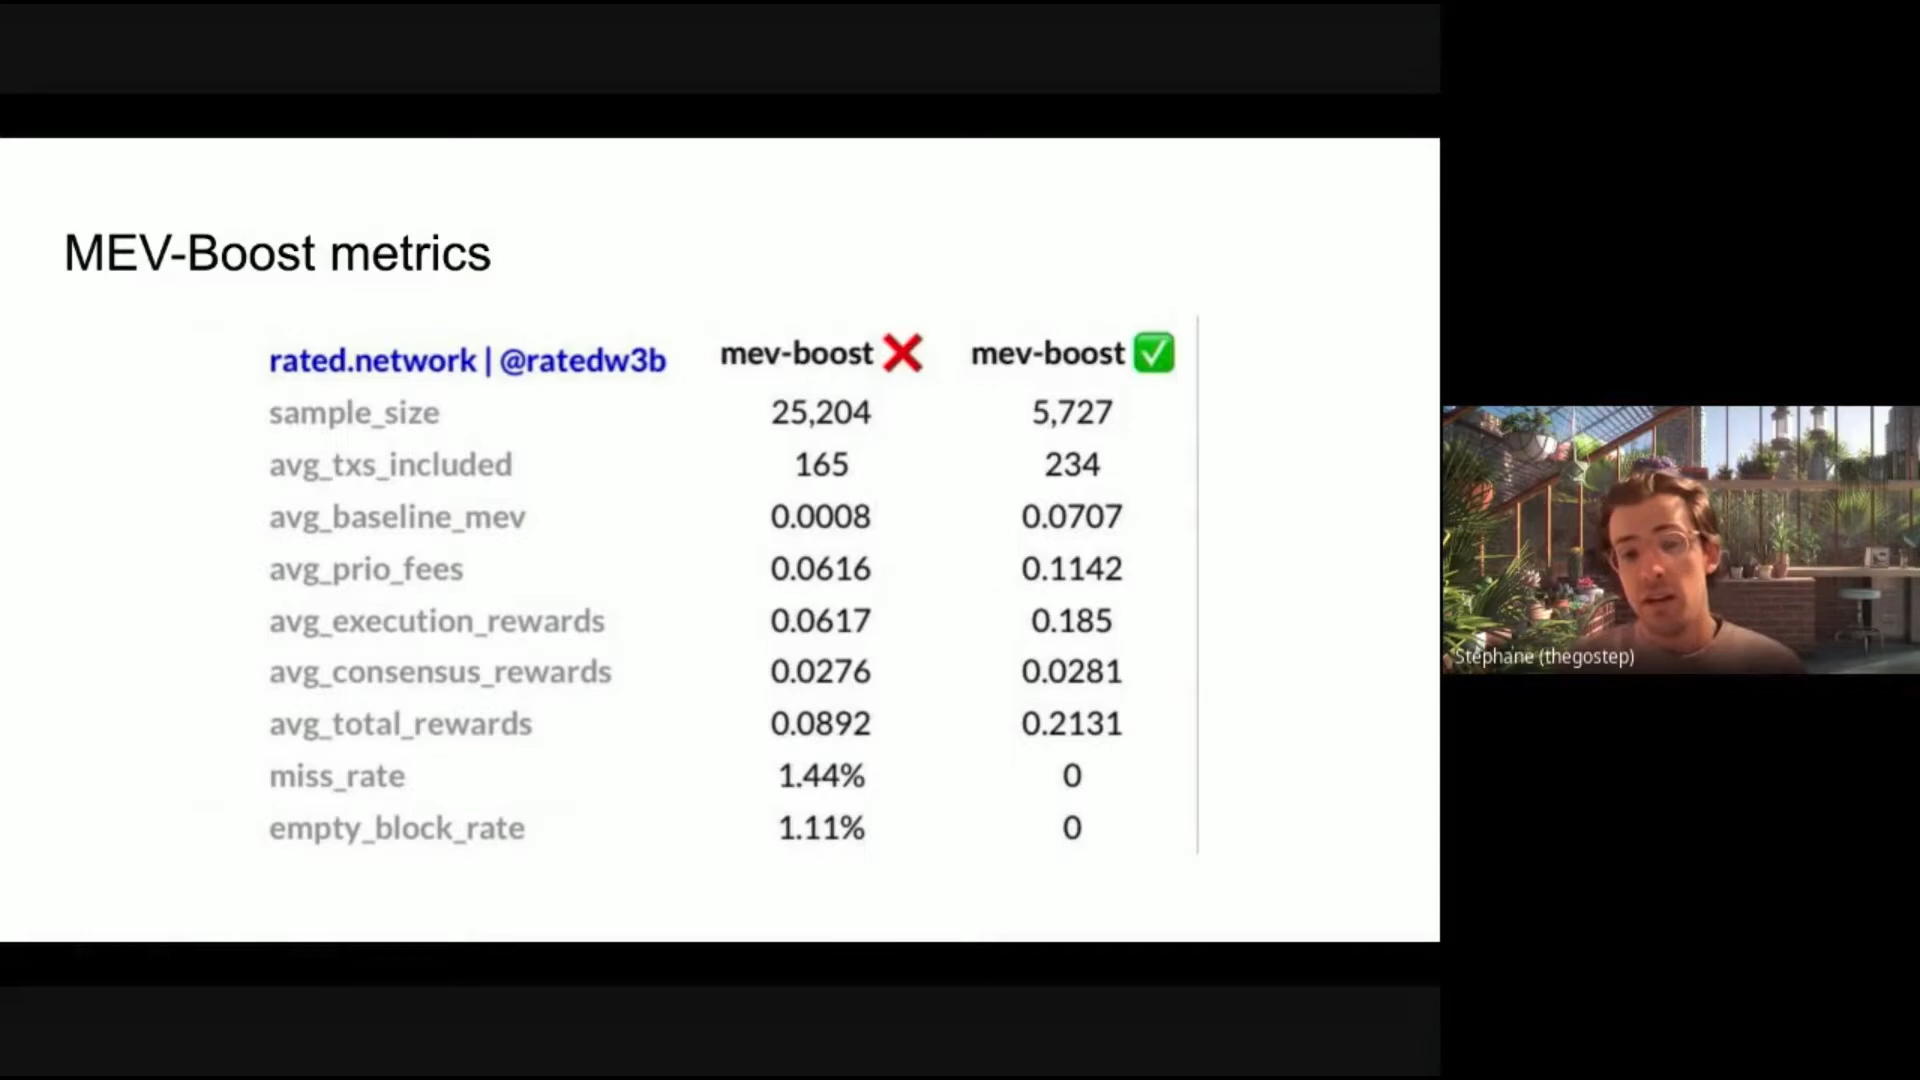 MEV-Boost metrics
rated.network | @ratedw3b mev-boost ❌ mev-boost ✅
sample_size 25,204 5,727
avg_txs_included 165 234
avg_baseline_mev 0.0008 0.0707
avg_prio_fees 0.0616 0.1142
avg_execution_rewards 0.0617 0.185
avg_consensus_rewards 0.0276 0.0281
avg_total_rewards 0.0892 0.2131
miss_rate 1.44% 0
empty_block_rate 1.11% 0
Stephane (thegostep)